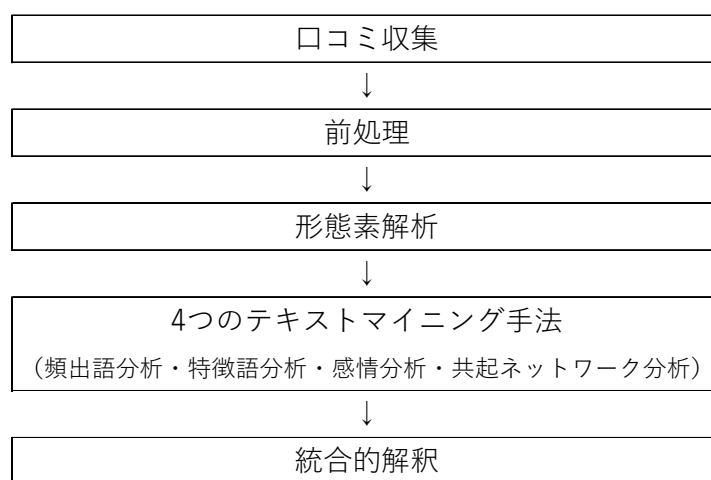 口コミ収集
↓
前処理
↓
形態素解析
↓
4つのテキストマイニング手法
（頻出語分析・特徴語分析・感情分析・共起ネットワーク分析）
↓
統合的解釈